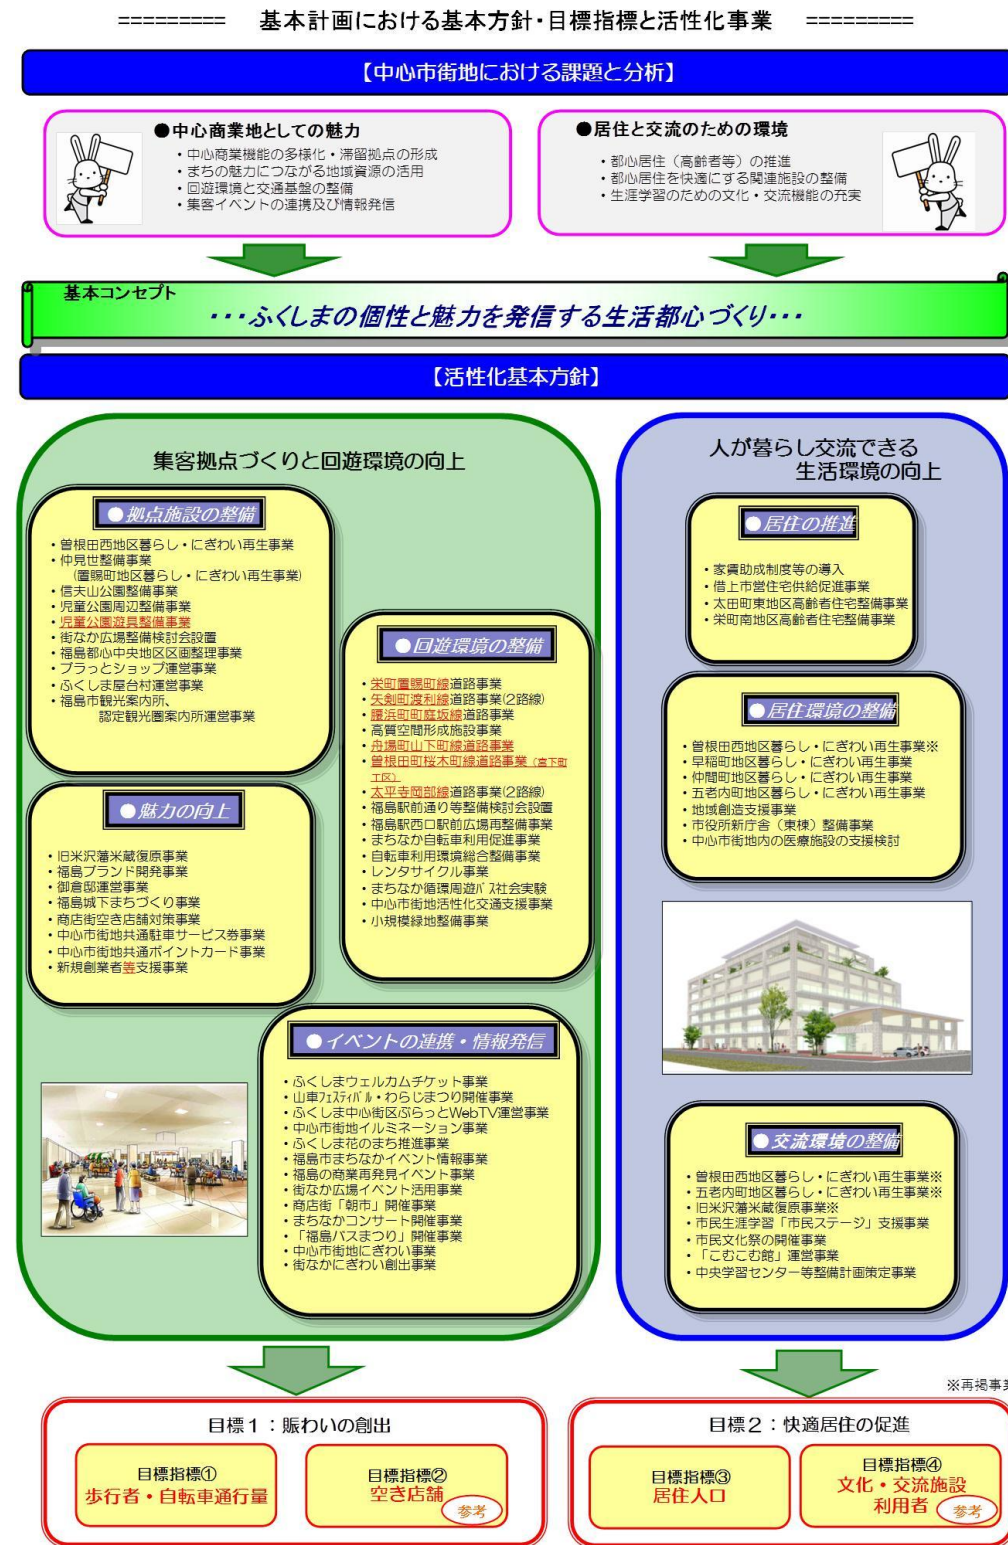 ========= 基本計画における基本方針・目標指標と活性化事業 =========
【中心市街地における課題と分析】
●中心商業地としての魅力
・中心商業機能の多様化・滞留拠点の形成
・まちの魅力につながる地域資源の活用
・回遊環境と交通基盤の整備
・集客イベントの連携及び情報発信
●居住と交流のための環境
・都心居住（高齢者等）の推進
・都心居住を快適にする関連施設の整備
・生涯学習のための文化・交流機能の充実
基本コンセプト
・・・ふくしまの個性と魅力を発信する生活都心づくり・・・
【活性化基本方針】
集客拠点づくりと回遊環境の向上
●拠点施設の整備
・曽根田西地区暮らし・にぎわい再生事業
・仲見世整備事業
（置賜町地区暮らし・にぎわい再生事業）
・信夫山公園整備事業
・児童公園周辺整備事業
・児童公園遊具整備事業
・街なか広場整備検討会設置
・福島都心中央地区区画整理事業
・プラっとショップ運営事業
・ふくしま屋台村運営事業
・福島市観光案内所、
認定観光圏案内所運営事業
●回遊環境の整備
・栄町置賜町線道路事業
・矢剣町渡利線道路事業(2路線)
・腰浜町町庭坂線道路事業
・高質空間形成施設事業
・舟場町山下町線道路事業
・曽根田町桜木町線道路事業（宮下町
工区）
・太平寺岡部線道路事業(2路線)
・福島駅前通り等整備検討会設置
・福島駅西口駅前広場再整備事業
・まちなか自転車利用促進事業
・自転車利用環境総合整備事業
・レンタサイクル事業
・まちなか循環周遊バス社会実験
・中心市街地活性化交通支援事業
・小規模緑地整備事業
●魅力の向上
・旧米沢藩米蔵復原事業
・福島ブランド開発事業
・御倉邸運営事業
・福島城下まちづくり事業
・商店街空き店舗対策事業
・中心市街地共通駐車サービス券事業
・中心市街地共通ポイントカード事業
・新規創業者等支援事業
●イベントの連携・情報発信
・ふくしまウェルカムチケット事業
・山車フェスティバル・わらじまつり開催事業
・ふくしま中心街区ぷらっとWebTV運営事業
・中心市街地イルミネーション事業
・ふくしま花のまち推進事業
・福島市まちなかイベント情報事業
・福島の商業再発見イベント事業
・街なか広場イベント活用事業
・商店街「朝市」開催事業
・まちなかコンサート開催事業
・「福島バスまつり」開催事業
・中心市街地にぎわい事業
・街なかにぎわい創出事業
人が暮らし交流できる
生活環境の向上
●居住の推進
・家賃助成制度等の導入
・借上市営住宅供給促進事業
・太田町東地区高齢者住宅整備事業
・栄町南地区高齢者住宅整備事業
●居住環境の整備
・曽根田西地区暮らし・にぎわい再生事業※
・早稲町地区暮らし・にぎわい再生事業
・仲間町地区暮らし・にぎわい再生事業
・五老内町地区暮らし・にぎわい再生事業
・地域創造支援事業
・市役所新庁舎（東棟）整備事業
・中心市街地内の医療施設の支援検討
●交流環境の整備
・曽根田西地区暮らし・にぎわい再生事業※
・五老内町地区暮らし・にぎわい再生事業※
・旧米沢藩米蔵復原事業※
・市民生涯学習「市民ステージ」支援事業
・市民文化祭の開催事業
・「こむこむ館」運営事業
・中央学習センター等整備計画策定事業
※再掲事業
目標１：賑わいの創出
目標指標①
歩行者・自転車通行量
目標指標②
空き店舗
参考
目標２：快適居住の促進
目標指標③
居住人口
目標指標④
文化・交流施設
利用者
参考